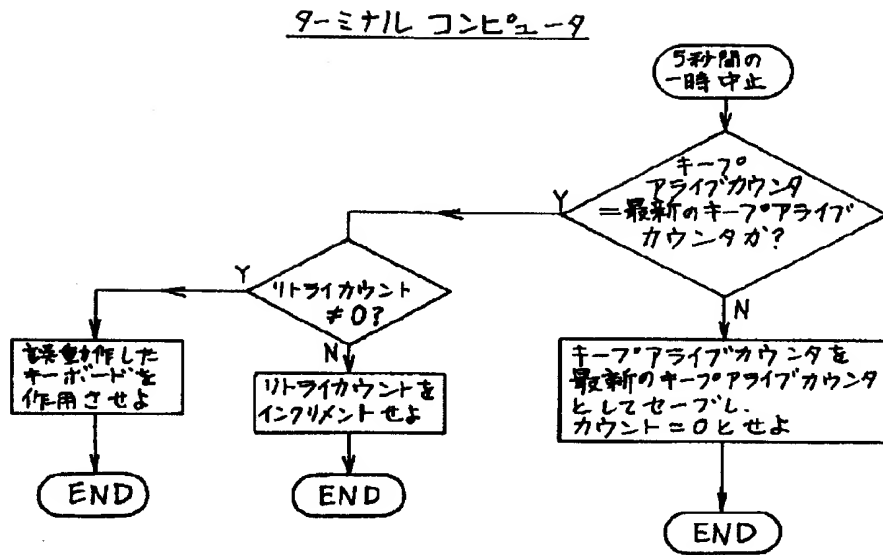 ターミナル コンピュータ
5秒間の
一時中止
キープ
アライブカウンタ
=最新のキープアライブ
カウンタか?
Y
N
リトライカウント
≠0?
Y
N
誤動作した
キーボードを
作用させよ
リトライカウントを
インクリメントせよ
キープアライブカウンタを
最新のキープアライブカウンタ
としてセーブし.
カウント=0とせよ
END
END
END